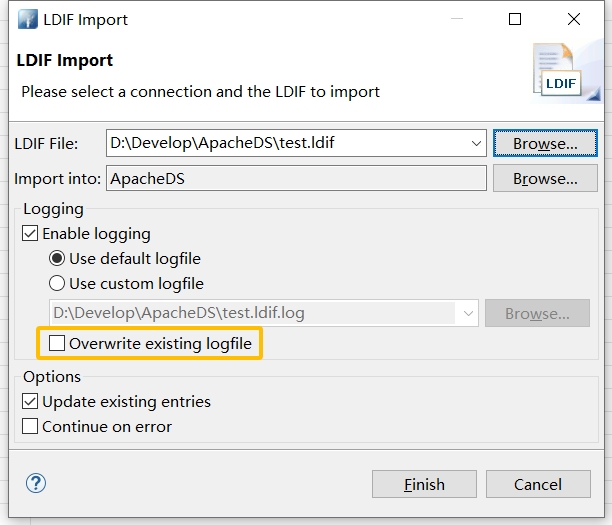 LDIF Import
LDIF Import
Please select a connection and the LDIF to import
LDIF
LDIF File: D:\Develop\ApacheDS\test.ldif Browse...
Import into: ApacheDS Browse...
Logging
Enable logging
Use default logfile
Use custom logfile
D:\Develop\ApacheDS\test.ldif.log Browse...
Overwrite existing logfile
Options
Update existing entries
Continue on error
? Finish Cancel